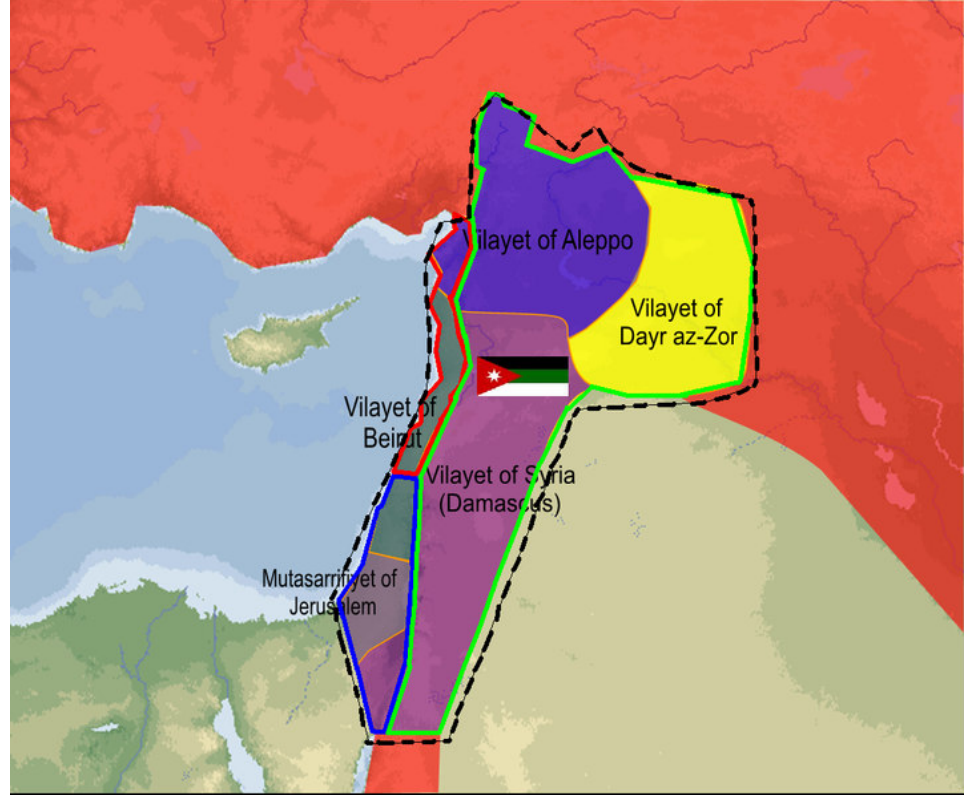 Vilayet of Aleppo
Vilayet of
Dayr az-Zor
Vilayet of
Beirut
Vilayet of Syria
(Damascus)
Mutasarrifiyet of
Jerusalem